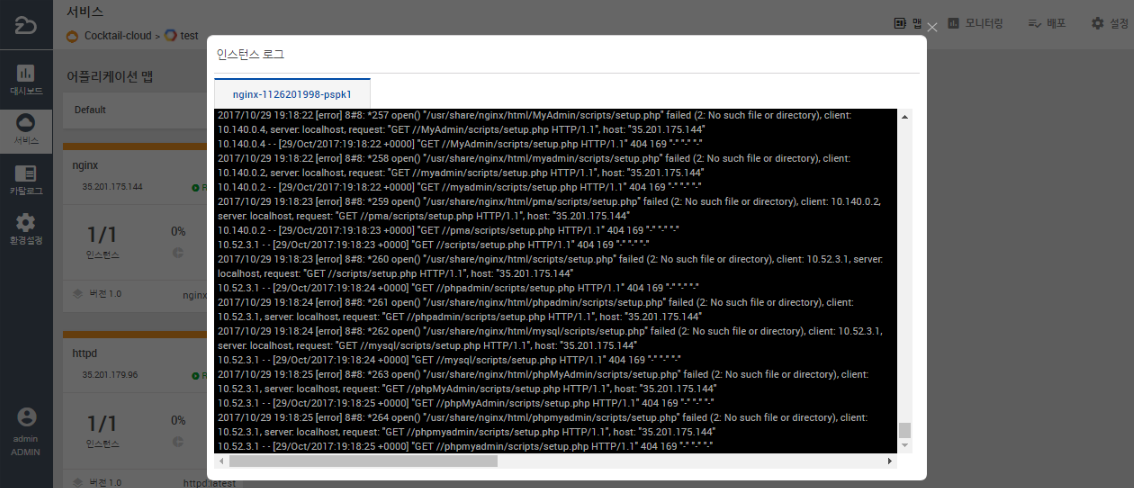 서비스
Cocktail-cloud > test
맵
모니터링
배포
설정
대시보드
서비스
카탈로그
환경설정
admin
ADMIN
어플리케이션 맵
Default
nginx
35.201.175.144
R
1/1
0%
인스턴스
버전 1.0
nginx
httpd
35.201.179.96
R
1/1
0%
인스턴스
버전 1.0
httpd:latest
인스턴스 로그
nginx-1126201998-pspk1
2017/10/29 19:18:22 [error] 8#8: *257 open() "/usr/share/nginx/html/MyAdmin/scripts/setup.php" failed (2: No such file or directory), client:
10.140.0.4, server: localhost, request: "GET //MyAdmin/scripts/setup.php HTTP/1.1", host: "35.201.175.144"
10.140.0.4 - - [29/Oct/2017:19:18:22 +0000] "GET //MyAdmin/scripts/setup.php HTTP/1.1" 404 169 "-" "-" "-"
2017/10/29 19:18:22 [error] 8#8: *258 open() "/usr/share/nginx/html/myadmin/scripts/setup.php" failed (2: No such file or directory), client:
10.140.0.2, server: localhost, request: "GET //myadmin/scripts/setup.php HTTP/1.1", host: "35.201.175.144"
10.140.0.2 - - [29/Oct/2017:19:18:22 +0000] "GET //myadmin/scripts/setup.php HTTP/1.1" 404 169 "-" "-" "-"
2017/10/29 19:18:23 [error] 8#8: *259 open() "/usr/share/nginx/html/pma/scripts/setup.php" failed (2: No such file or directory), client: 10.140.0.2,
server: localhost, request: "GET //pma/scripts/setup.php HTTP/1.1", host: "35.201.175.144"
10.140.0.2 - - [29/Oct/2017:19:18:23 +0000] "GET //pma/scripts/setup.php HTTP/1.1" 404 169 "-" "-" "-"
10.52.3.1 - - [29/Oct/2017:19:18:23 +0000] "GET //scripts/setup.php HTTP/1.1" 404 169 "-" "-" "-"
2017/10/29 19:18:23 [error] 8#8: *260 open() "/usr/share/nginx/html/scripts/setup.php" failed (2: No such file or directory), client: 10.52.3.1, server:
localhost, request: "GET //scripts/setup.php HTTP/1.1", host: "35.201.175.144"
10.52.3.1 - - [29/Oct/2017:19:18:24 +0000] "GET //phpadmin/scripts/setup.php HTTP/1.1" 404 169 "-" "-" "-"
2017/10/29 19:18:24 [error] 8#8: *261 open() "/usr/share/nginx/html/phpadmin/scripts/setup.php" failed (2: No such file or directory), client:
10.52.3.1, server: localhost, request: "GET //phpadmin/scripts/setup.php HTTP/1.1", host: "35.201.175.144"
2017/10/29 19:18:24 [error] 8#8: *262 open() "/usr/share/nginx/html/mysql/scripts/setup.php" failed (2: No such file or directory), client: 10.52.3.1,
server: localhost, request: "GET //mysql/scripts/setup.php HTTP/1.1", host: "35.201.175.144"
10.52.3.1 - - [29/Oct/2017:19:18:24 +0000] "GET //mysql/scripts/setup.php HTTP/1.1" 404 169 "-" "-" "-"
2017/10/29 19:18:25 [error] 8#8: *263 open() "/usr/share/nginx/html/phpMyAdmin/scripts/setup.php" failed (2: No such file or directory), client:
10.52.3.1, server: localhost, request: "GET //phpMyAdmin/scripts/setup.php HTTP/1.1", host: "35.201.175.144"
10.52.3.1 - - [29/Oct/2017:19:18:25 +0000] "GET //phpMyAdmin/scripts/setup.php HTTP/1.1" 404 169 "-" "-" "-"
2017/10/29 19:18:25 [error] 8#8: *264 open() "/usr/share/nginx/html/phpmyadmin/scripts/setup.php" failed (2: No such file or directory), client:
10.52.3.1, server: localhost, request: "GET //phpmyadmin/scripts/setup.php HTTP/1.1", host: "35.201.175.144"
10.52.3.1 - - [29/Oct/2017:19:18:25 +0000] "GET //phpmyadmin/scripts/setup.php HTTP/1.1" 404 169 "-" "-" "-"